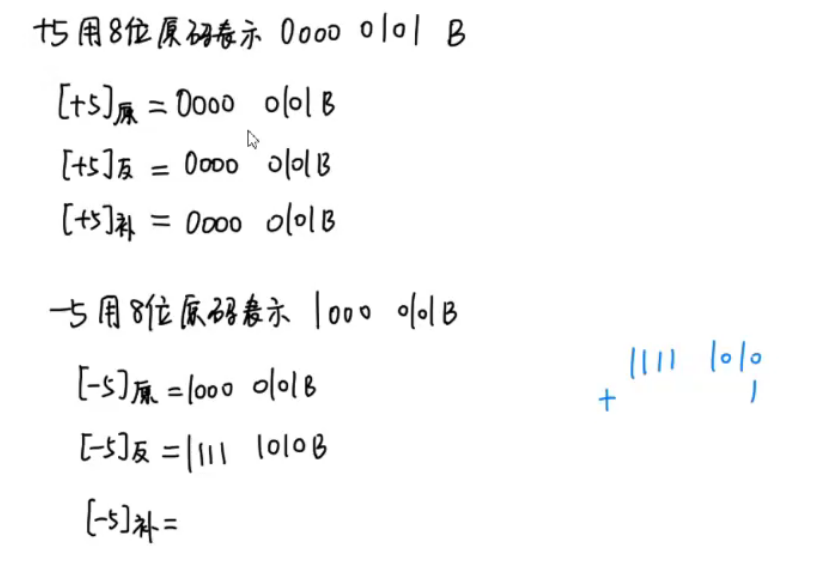 +5用8位原码表示 0000 0101 B
[+5]原 = 0000 0101B
[+5]反 = 0000 0101B
[+5]补 = 0000 0101B
-5用8位原码表示 1000 0101B
[-5]原 = 1000 0101B
[-5]反 = 1111 1010B
[-5]补 =
1111 1010
+ 1